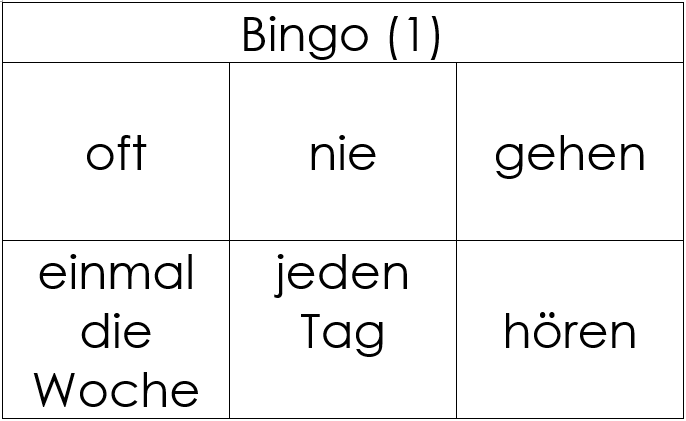 Bingo (1)
oft
nie
gehen
einmal
die
Woche
jeden
Tag
hören